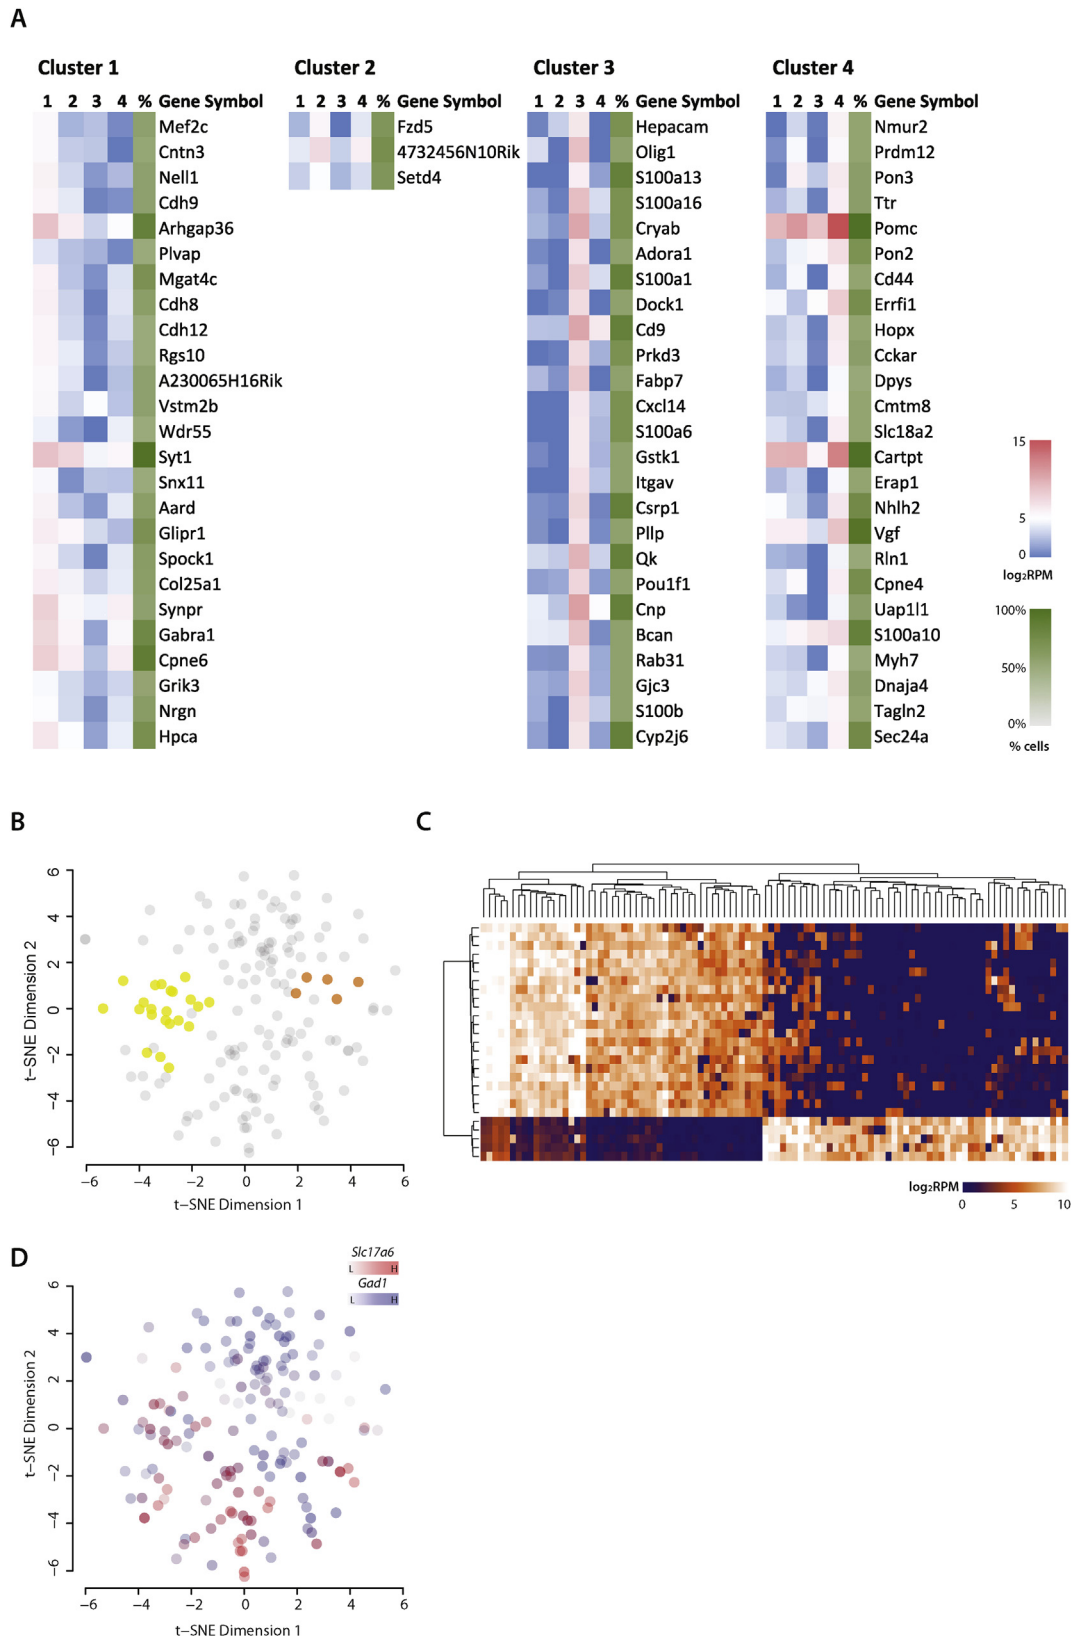 A
Cluster 1
1 2 3 4 % Gene Symbol
Mef2c
Cntn3
Nell1
Cdh9
Arhgap36
Plvap
Mgat4c
Cdh8
Cdh12
Rgs10
A230065H16Rik
Vstm2b
Wdr55
Syt1
Snx11
Aard
Glipr1
Spock1
Col25a1
Synpr
Gabra1
Cpne6
Grik3
Nrgn
Hpca
Cluster 2
1 2 3 4 % Gene Symbol
Fzd5
4732456N10Rik
Setd4
Cluster 3
1 2 3 4 % Gene Symbol
Hepacam
Olig1
S100a13
S100a16
Cryab
Adora1
S100a1
Dock1
Cd9
Prkd3
Fabp7
Cxcl14
S100a6
Gstk1
Itgav
Csrp1
Pllp
Qk
Pou1f1
Cnp
Bcan
Rab31
Gjc3
S100b
Cyp2j6
Cluster 4
1 2 3 4 % Gene Symbol
Nmur2
Prdm12
Pon3
Ttr
Pomc
Pon2
Cd44
Errfi1
Hopx
Cckar
Dpys
Cmtm8
Slc18a2
Cartpt
Erap1
Nhlh2
Vgf
Rln1
Cpne4
Uap1l1
S100a10
Myh7
Dnaja4
Tagln2
Sec24a
15
5
0
log₂RPM
100%
50%
0%
% cells
B
t−SNE Dimension 2
6
4
2
0
−2
−4
−6
−6 −4 −2 0 2 4 6
t−SNE Dimension 1
C
log₂RPM
0 5 10
D
Slc17a6
L H
Gad1
L H
t−SNE Dimension 2
6
4
2
0
−2
−4
−6
−6 −4 −2 0 2 4 6
t−SNE Dimension 1